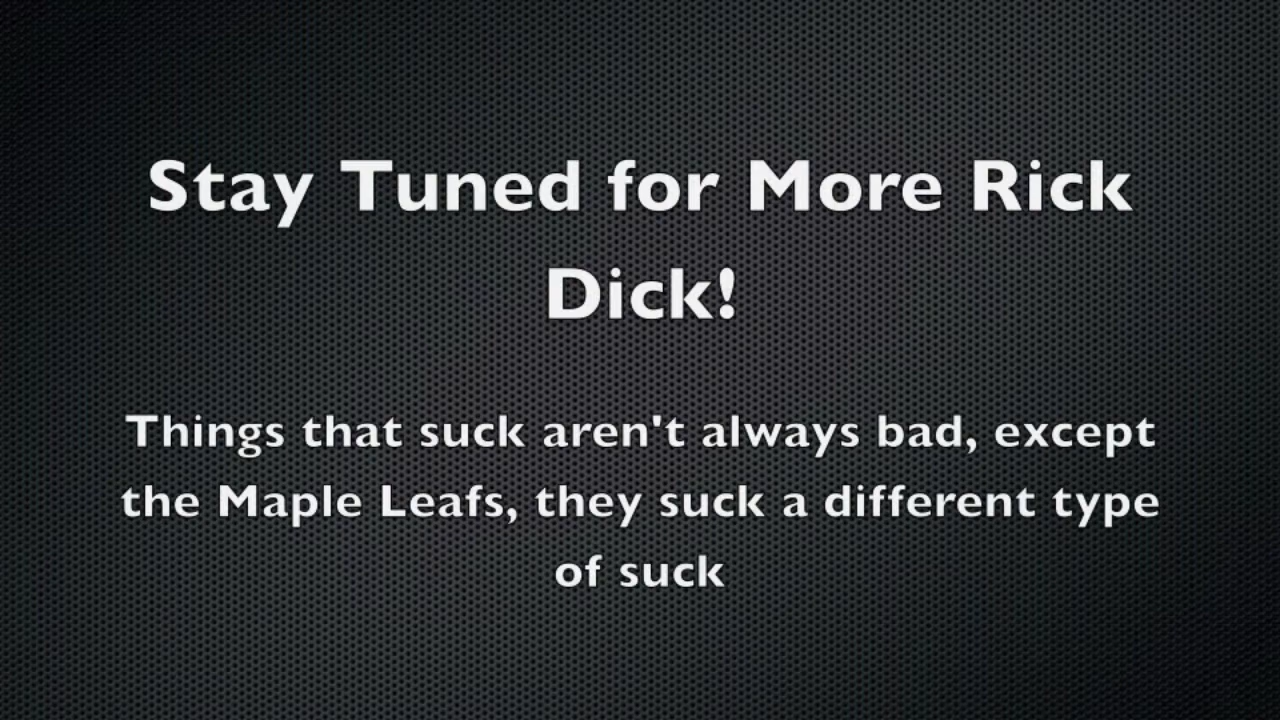 Stay Tuned for More Rick
Dick!
Things that suck aren't always bad, except
the Maple Leafs, they suck a different type
of suck